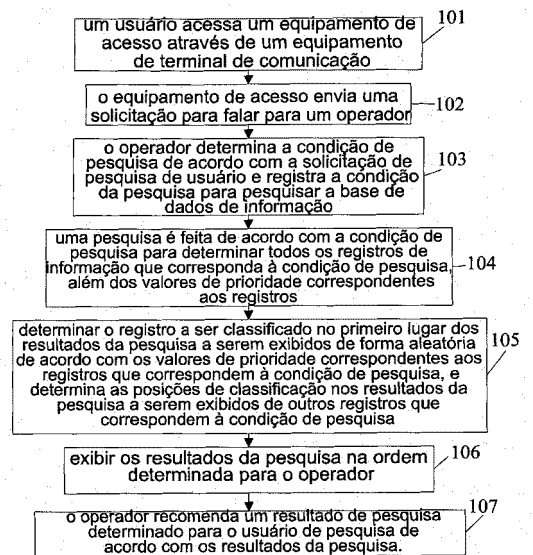 um usuário acessa um equipamento de
acesso através de um equipamento
de terminal de comunicação
101
o equipamento de acesso envia uma
solicitação para falar para um operador
102
o operador determina a condição de
pesquisa de acordo com a solicitação de
pesquisa de usuário e registra a condição
da pesquisa para pesquisar a base de
dados de informação
103
uma pesquisa é feita de acordo com a condição de
pesquisa para determinar todos os registros de
informação que corresponda à condição de pesquisa,
além dos valores de prioridade correspondentes
aos registros
104
determinar o registro a ser classificado no primeiro lugar dos
resultados da pesquisa a serem exibidos de forma aleatória
de acordo com os valores de prioridade correspondentes aos
registros que correspondem à condição de pesquisa, e
determina as posições de classificação nos resultados da
pesquisa a serem exibidos de outros registros que
correspondem à condição de pesquisa
105
exibir os resultados da pesquisa na ordem
determinada para o operador
106
o operador recomenda um resultado de pesquisa
determinado para o usuário de pesquisa de
acordo com os resultados da pesquisa.
107